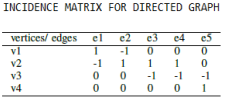 INCIDENCE MATRIX FOR DIRECTED GRAPH
vertices/ edges e1 e2 e3 e4 e5
v1 1 -1 0 0 0
v2 -1 1 1 1 0
v3 0 0 -1 -1 -1
v4 0 0 0 0 1